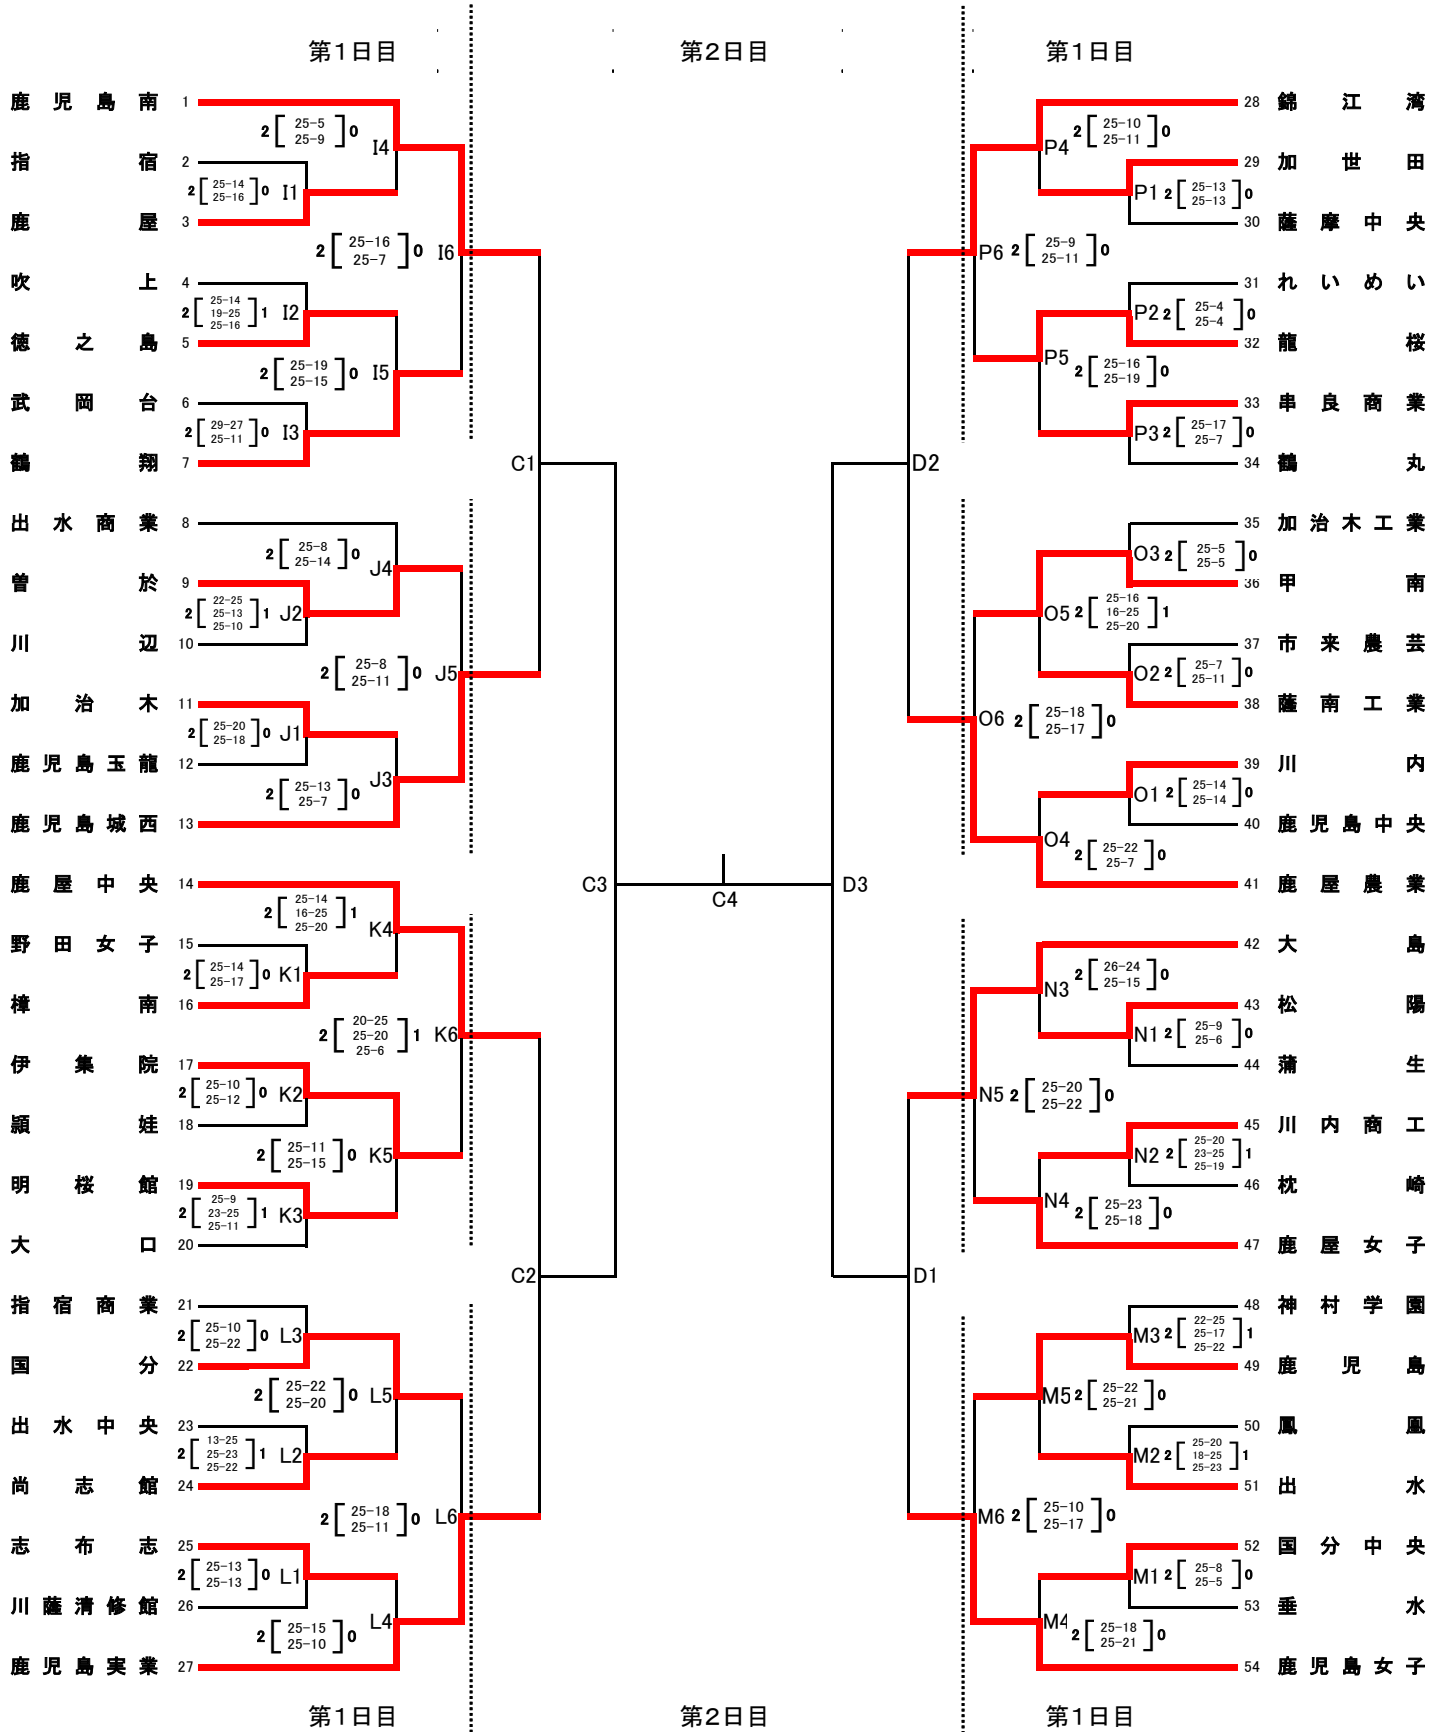 第1日目 第2日目 第1日目
鹿児島南 1
2 [ 25-5 25-9 ] 0 I4
指宿 2
2 [ 25-14 25-16 ] 0 I1
鹿屋 3
2 [ 25-16 25-7 ] 0 I6
吹上 4
2 [ 25-14 19-25 25-16 ] 1 I2
徳之島 5
2 [ 25-19 25-15 ] 0 I5
武岡台 6
2 [ 29-27 25-11 ] 0 I3
鶴翔 7
C1
出水商業 8
2 [ 25-8 25-14 ] 0 J4
曽於 9
2 [ 22-25 25-13 25-10 ] 1 J2
川辺 10
2 [ 25-8 25-11 ] 0 J5
加治木 11
2 [ 25-20 25-18 ] 0 J1
鹿児島玉龍 12
2 [ 25-13 25-7 ] 0 J3
鹿児島城西 13
鹿屋中央 14
C3
2 [ 25-14 16-25 25-20 ] 1 K4
野田女子 15
2 [ 25-14 25-17 ] 0 K1
樟南 16
2 [ 20-25 25-20 25-6 ] 1 K6
伊集院 17
2 [ 25-10 25-12 ] 0 K2
頴娃 18
2 [ 25-11 25-15 ] 0 K5
明桜館 19
2 [ 25-9 23-25 25-11 ] 1 K3
大口 20
C2
指宿商業 21
2 [ 25-10 25-22 ] 0 L3
国分 22
2 [ 25-22 25-20 ] 0 L5
出水中央 23
2 [ 13-25 25-23 25-22 ] 1 L2
尚志館 24
2 [ 25-18 25-11 ] 0 L6
志布志 25
2 [ 25-13 25-13 ] 0 L1
川薩清修館 26
2 [ 25-15 25-10 ] 0 L4
鹿児島実業 27
C4
28 錦江湾
P4 2 [ 25-10 25-11 ] 0
29 加世田
P1 2 [ 25-13 25-13 ] 0
30 薩摩中央
P6 2 [ 25-9 25-11 ] 0
31 れいめい
P2 2 [ 25-4 25-4 ] 0
32 龍桜
P5 2 [ 25-16 25-19 ] 0
33 串良商業
P3 2 [ 25-17 25-7 ] 0
34 鶴丸
D2
35 加治木工業
O3 2 [ 25-5 25-5 ] 0
36 甲南
O5 2 [ 25-16 16-25 25-20 ] 1
37 市来農芸
O2 2 [ 25-7 25-11 ] 0
38 薩南工業
O6 2 [ 25-18 25-17 ] 0
39 川内
O1 2 [ 25-14 25-14 ] 0
40 鹿児島中央
O4 2 [ 25-22 25-7 ] 0
41 鹿屋農業
D3
42 大島
N3 2 [ 26-24 25-15 ] 0
43 松陽
N1 2 [ 25-9 25-6 ] 0
44 蒲生
N5 2 [ 25-20 25-22 ] 0
45 川内商工
N2 2 [ 25-20 23-25 25-19 ] 1
46 枕崎
N4 2 [ 25-23 25-18 ] 0
47 鹿屋女子
D1
48 神村学園
M3 2 [ 22-25 25-17 25-22 ] 1
49 鹿児島
M5 2 [ 25-22 25-21 ] 0
50 鳳凰
M2 2 [ 25-20 18-25 25-23 ] 1
51 出水
M6 2 [ 25-10 25-17 ] 0
52 国分中央
M1 2 [ 25-8 25-5 ] 0
53 垂水
M4 2 [ 25-18 25-21 ] 0
54 鹿児島女子
第1日目 第2日目 第1日目